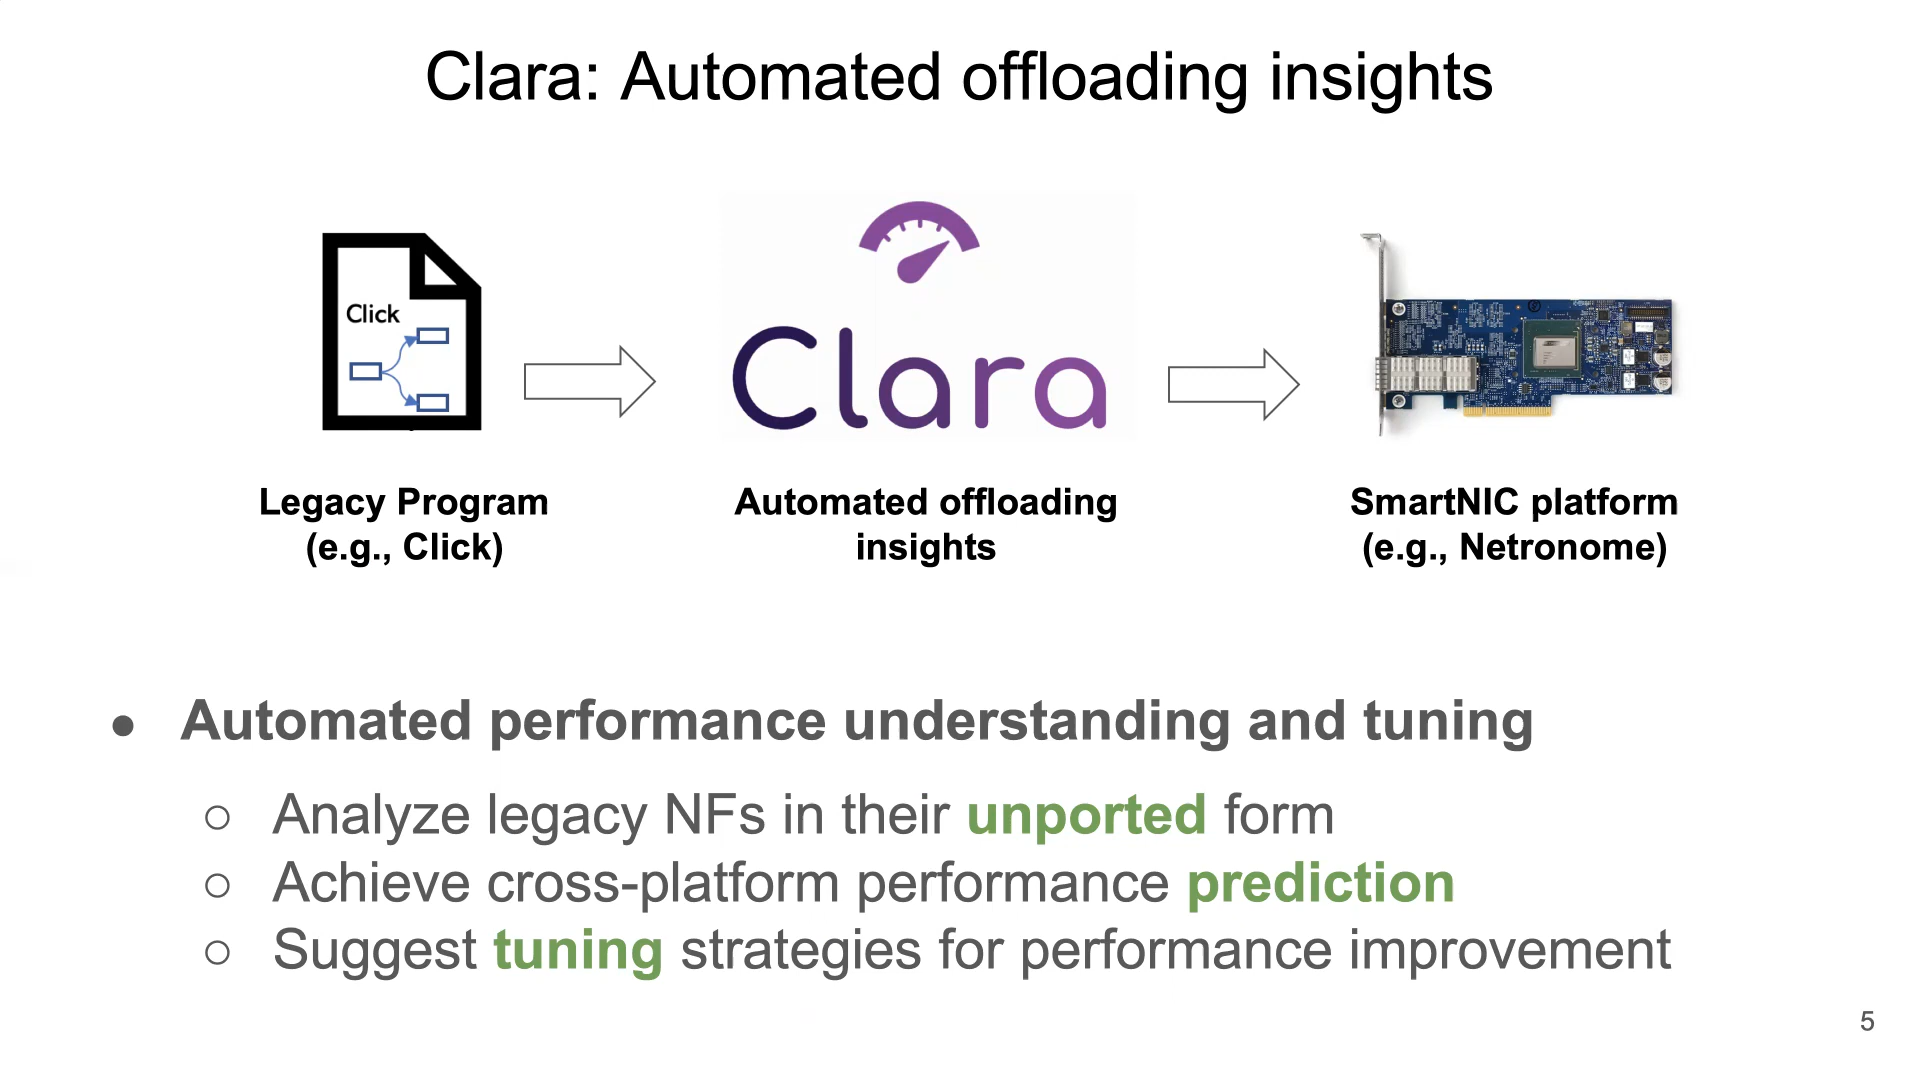 Clara: Automated offloading insights
Click
Clara
Legacy Program
(e.g., Click)
Automated offloading
insights
SmartNIC platform
(e.g., Netronome)
● Automated performance understanding and tuning
○ Analyze legacy NFs in their unported form
○ Achieve cross-platform performance prediction
○ Suggest tuning strategies for performance improvement
5